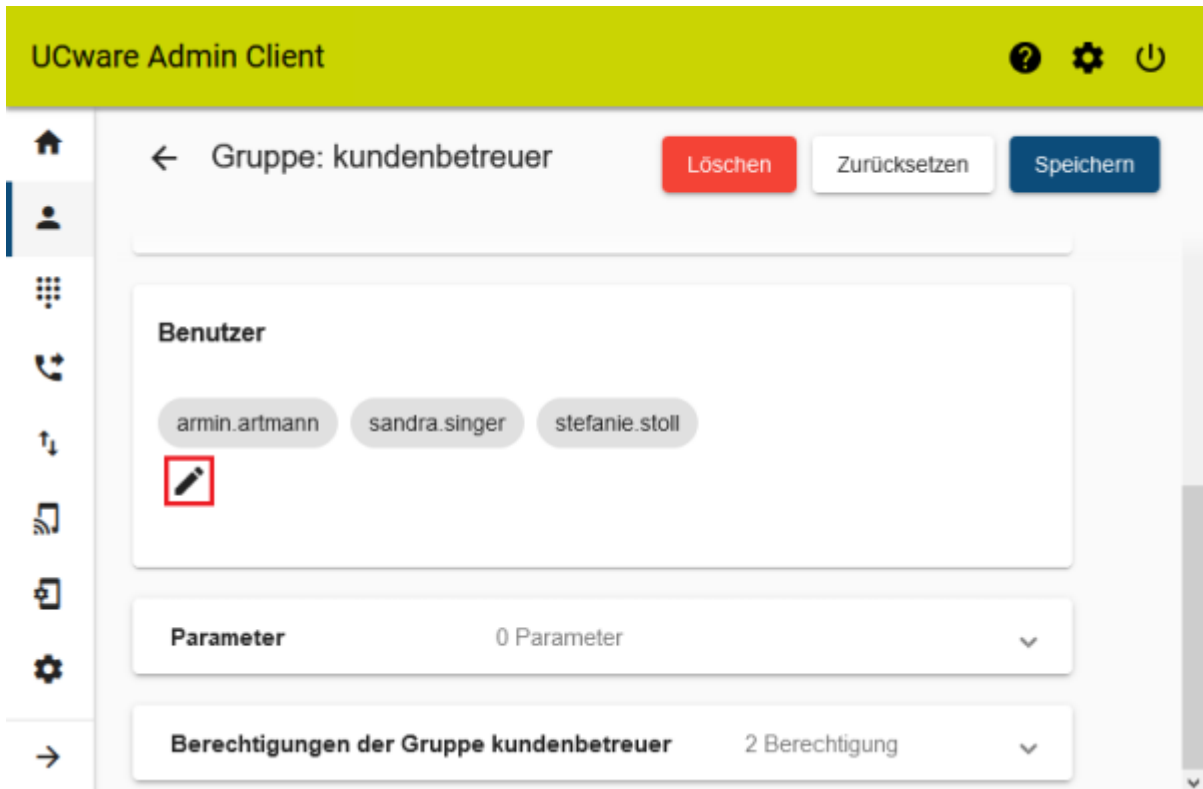 UCware Admin Client
Gruppe: kundenbetreuer
Löschen
Zurücksetzen
Speichern
Benutzer
armin.artmann sandra.singer stefanie.stoll
Parameter 0 Parameter
Berechtigungen der Gruppe kundenbetreuer 2 Berechtigung